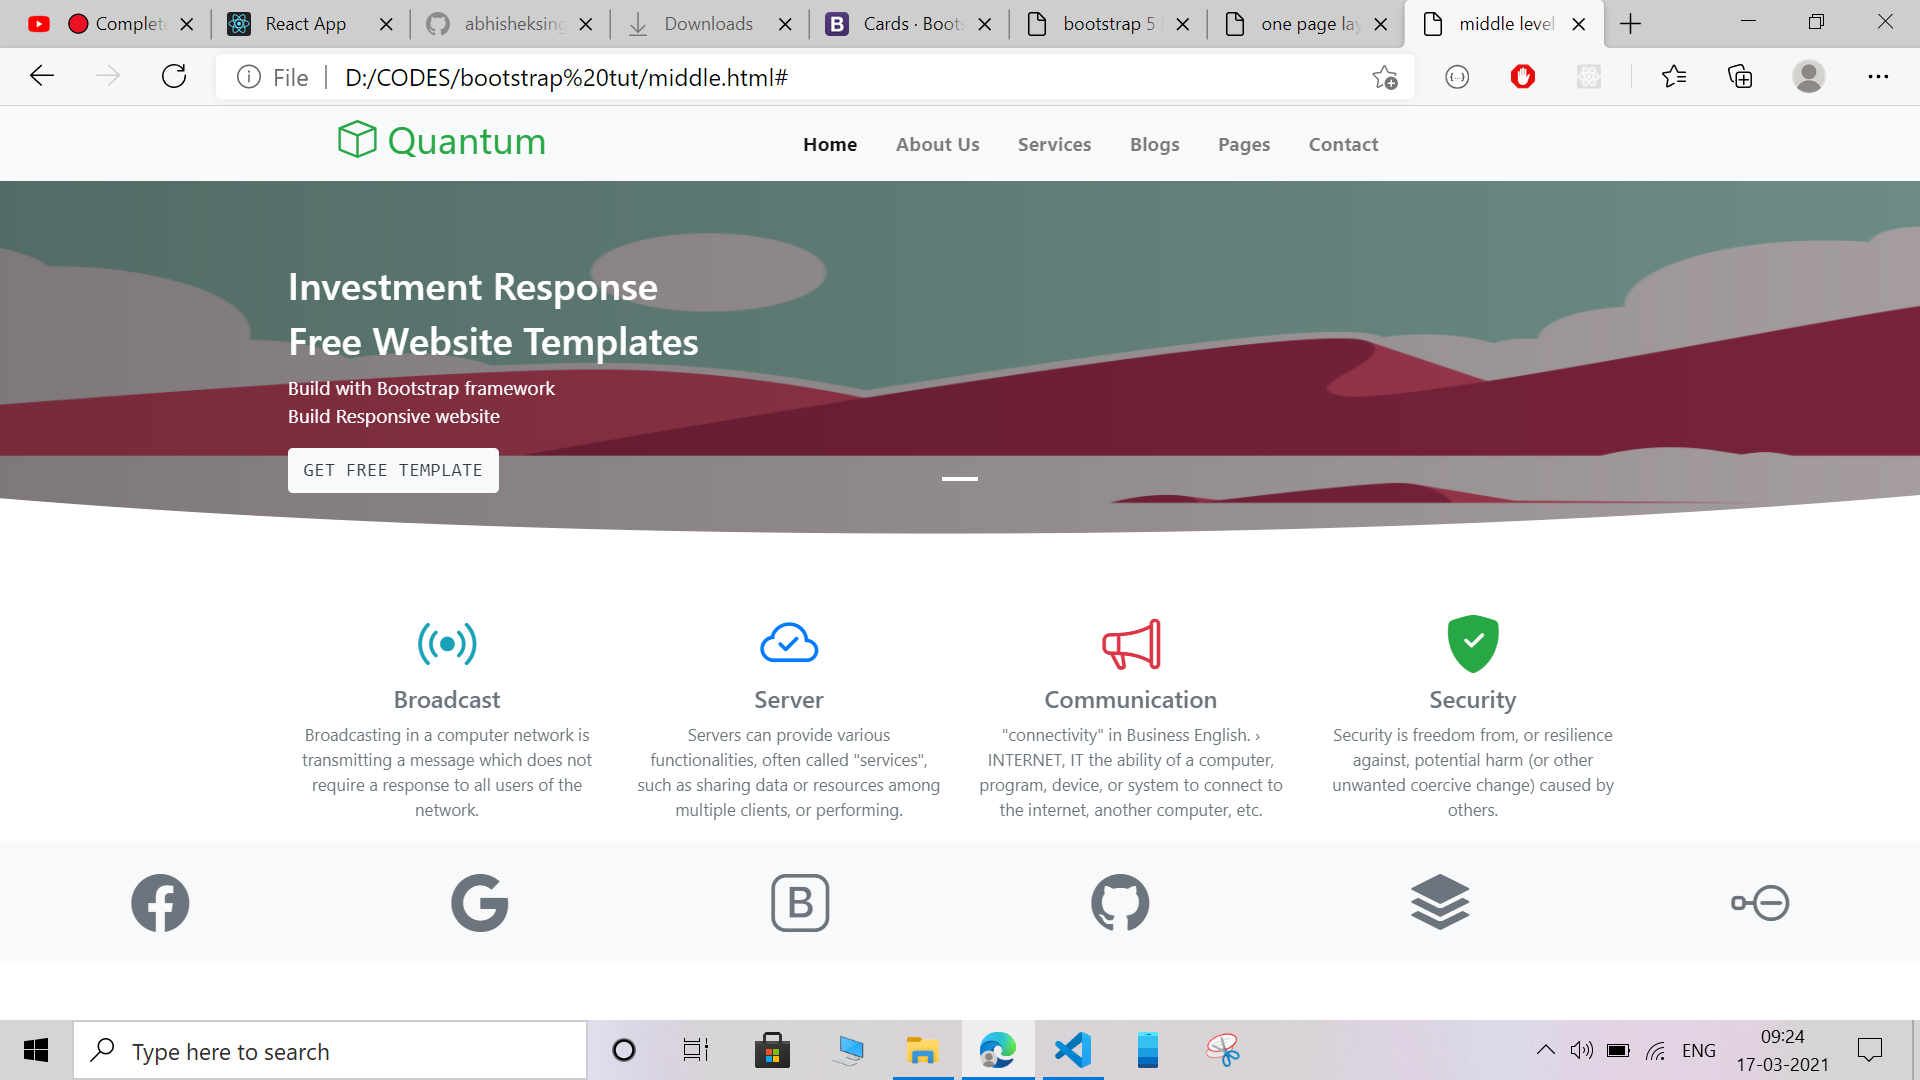 Complete
React App
abhisheksing
Downloads
Cards · Boots
bootstrap 5
one page lay
middle level
File
D:/CODES/bootstrap%20tut/middle.html#
Quantum
Home
About Us
Services
Blogs
Pages
Contact
Investment Response
Free Website Templates
Build with Bootstrap framework
Build Responsive website
GET FREE TEMPLATE
Broadcast
Broadcasting in a computer network is
transmitting a message which does not
require a response to all users of the
network.
Server
Servers can provide various
functionalities, often called "services",
such as sharing data or resources among
multiple clients, or performing.
Communication
"connectivity" in Business English. ›
INTERNET, IT the ability of a computer,
program, device, or system to connect to
the internet, another computer, etc.
Security
Security is freedom from, or resilience
against, potential harm (or other
unwanted coercive change) caused by
others.
B
Type here to search
ENG
09:24
17-03-2021